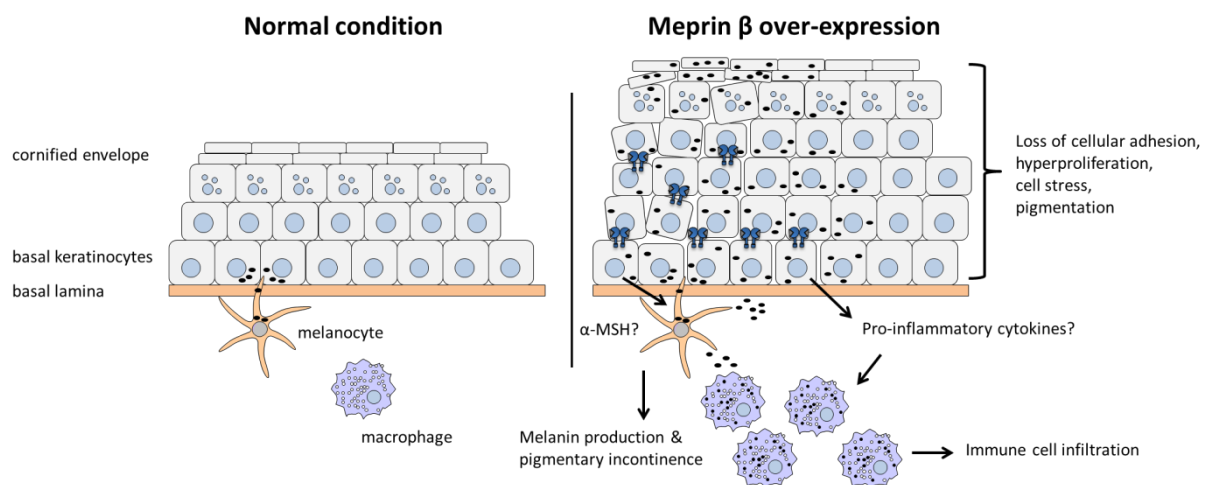 Normal condition
Meprin β over-expression
cornified envelope
basal keratinocytes
basal lamina
melanocyte
macrophage
Loss of cellular adhesion,
hyperproliferation,
cell stress,
pigmentation
α-MSH?
Pro-inflammatory cytokines?
Melanin production &
pigmentary incontinence
Immune cell infiltration